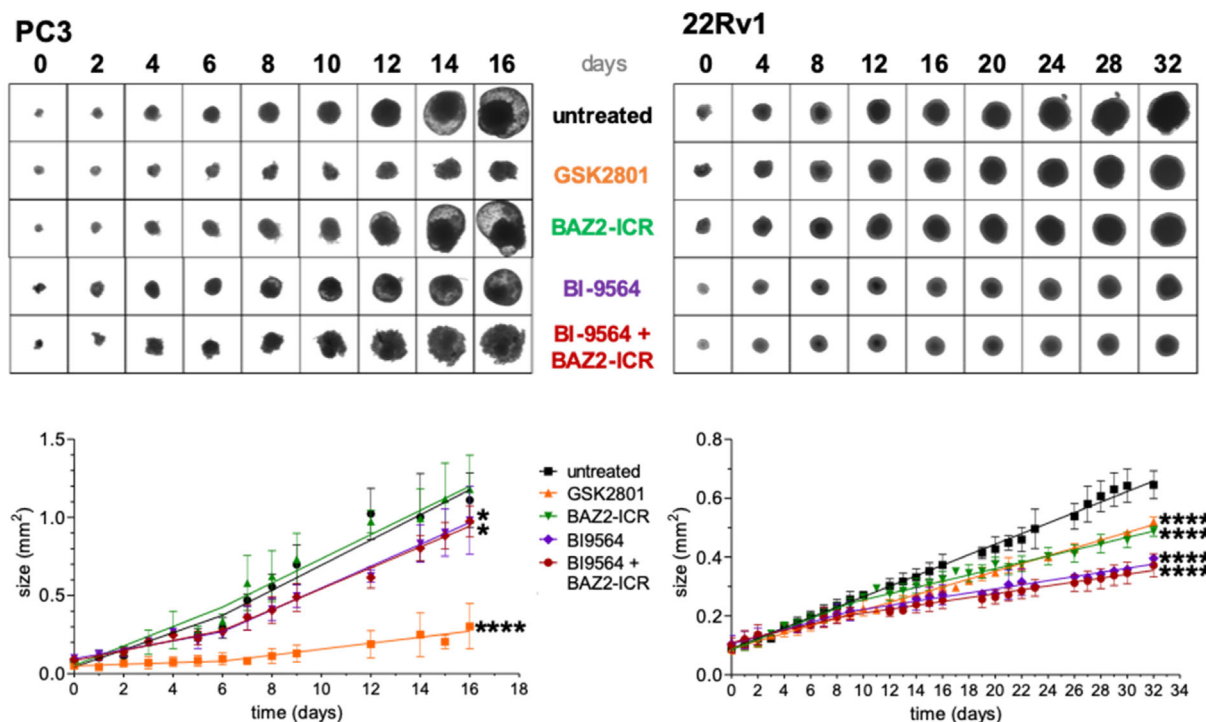 PC3
0 2 4 6 8 10 12 14 16
days
22Rv1
0 4 8 12 16 20 24 28 32
untreated
GSK2801
BAZ2-ICR
BI-9564
BI-9564 +
BAZ2-ICR
1.5
1.0
0.5
0.0
size (mm²)
0 2 4 6 8 10 12 14 16 18
time (days)
*
*
****
untreated
GSK2801
BAZ2-ICR
BI9564
BI9564 +
BAZ2-ICR
0.8
0.6
0.4
0.2
0.0
size (mm²)
0 2 4 6 8 10 12 14 16 18 20 22 24 26 28 30 32 34
time (days)
****
****
****
****